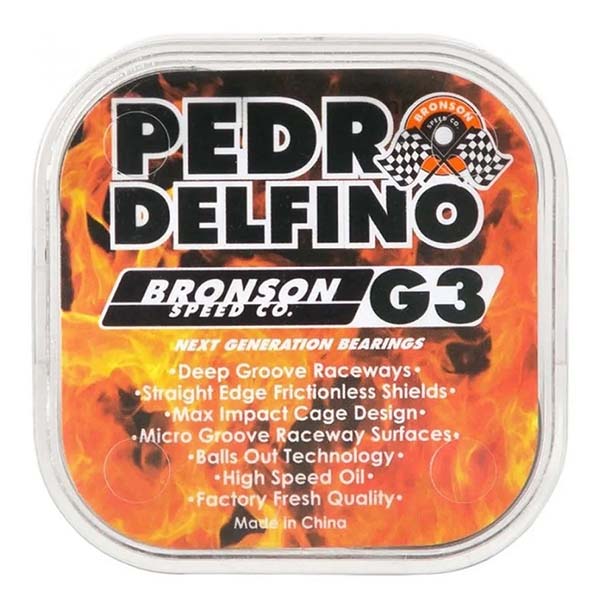 PEDRO
BRONSON
SPEED CO.
DELFINO
BRONSON G3
SPEED CO.
NEXT GENERATION BEARINGS
•Deep Groove Raceways•
•Straight Edge Frictionless Shields•
•Max Impact Cage Design•
•Micro Groove Raceway Surfaces•
•Balls Out Technology•
•High Speed Oil•
•Factory Fresh Quality•
Made in China